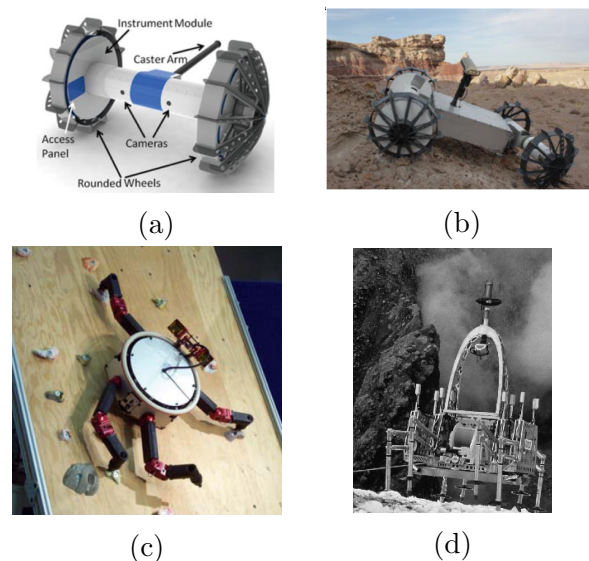 Instrument Module
Caster Arm
Access
Panel
Cameras
Rounded Wheels
(a)
(b)
(c)
(d)